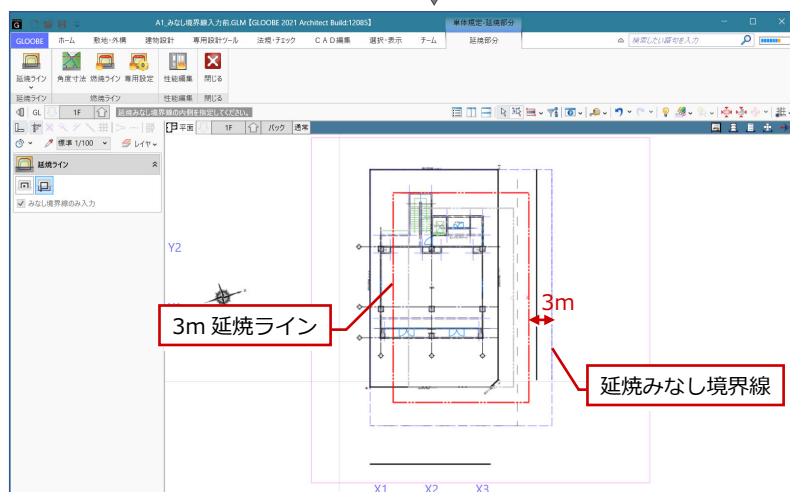 A1_みなし境界線入力前.GLM【GLOOBE 2021 Architect Build:12085】
単体規定-延焼部分
GLOOBE ホーム 敷地・外構 建物設計 専用設計ツール 法規・チェック CAD編集 選択・表示 チーム 延焼部分 検索したい語句を入力
延焼ライン 角度寸法 燃焼ライン 専用設定 性能編集 閉じる
延焼ライン 燃焼ライン 性能編集 閉じる
GL 1F 延焼みなし境界線の内側を指定してください。
平面 1F バック 通常
標準 1/100 レイヤ
延焼ライン
みなし境界線のみ入力
Y2
3m 延焼ライン
3m
延焼みなし境界線
X1 X2 X3